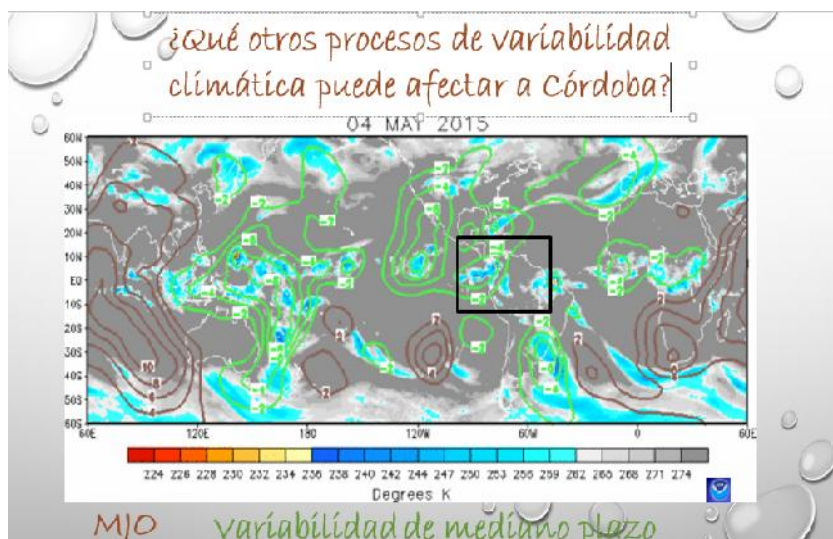 ¿Qué otros procesos de variabilidad
climática puede afectar a Córdoba?
04 MAY 2015
60N
50N
40N
30N
20N
10N
EQ
10S
20S
30S
40S
50S
60S
60E 120E 180 120W 60W 0 60E
224 226 228 230 232 234 236 238 240 242 244 247 250 253 256 259 262 265 268 271 274
Degrees K
MJO variabilidad de mediano plazo